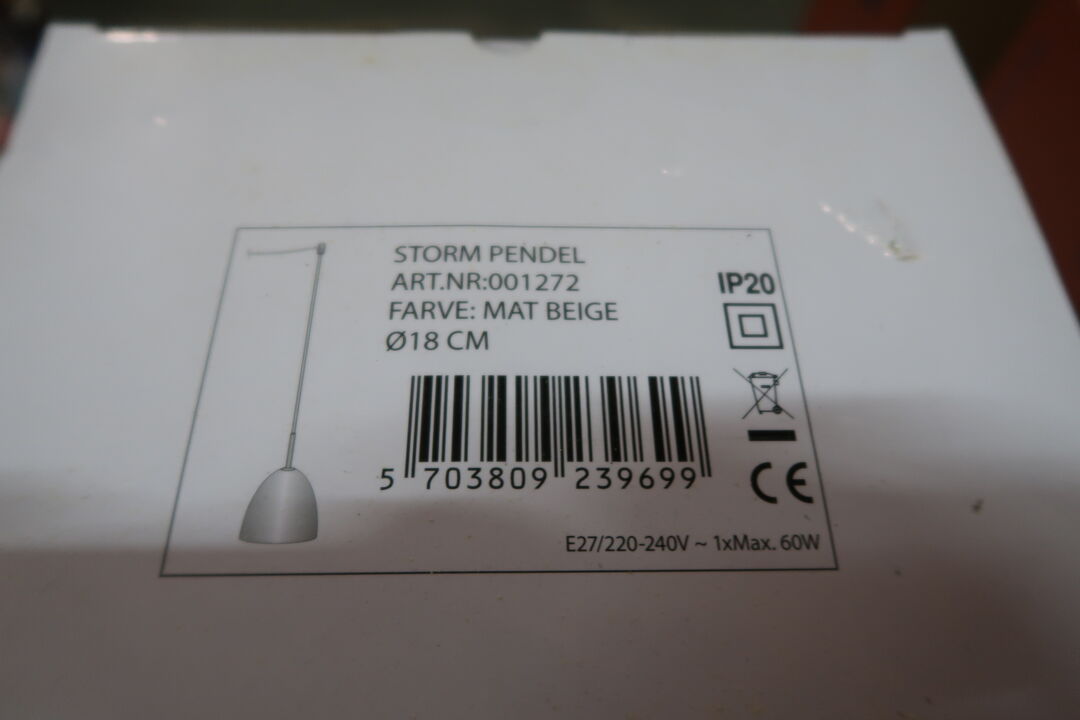 STORM PENDEL
ART.NR:001272
FARVE: MAT BEIGE
Ø18 CM
IP20
5 703809 239699
CE
E27/220-240V ~ 1xMax. 60W